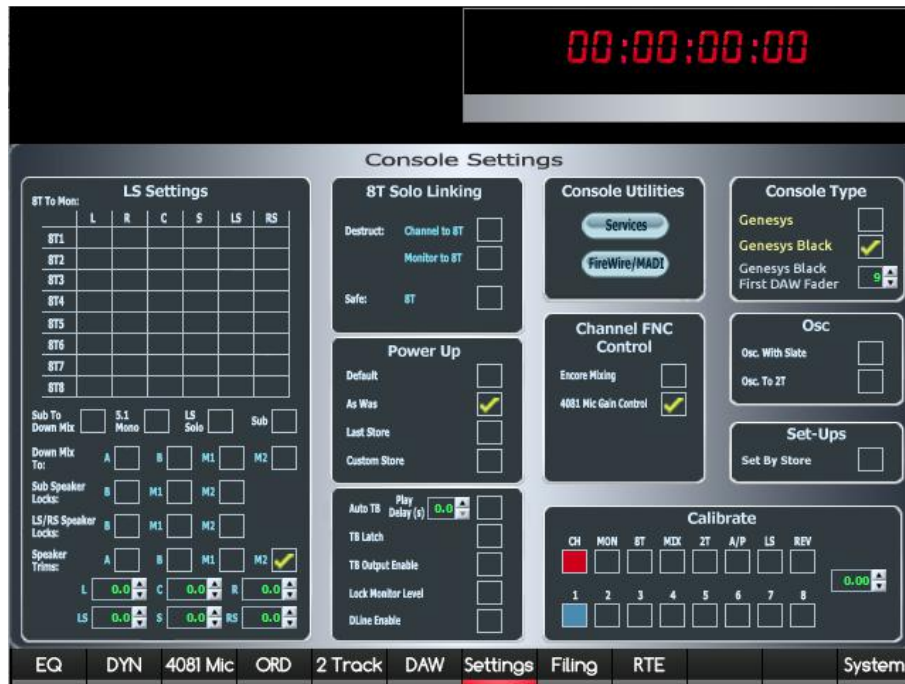 00:00:00:00
Console Settings
LS Settings
8T To Mon:
L R C S LS RS
8T1
8T2
8T3
8T4
8T5
8T6
8T7
8T8
Sub To Down Mix
5.1 Mono
LS Solo
Sub
Down Mix To: A B M1 M2
Sub Speaker Locks: B M1 M2
LS/RS Speaker Locks: B M1 M2
Speaker Trims: A B M1 M2
L 0.0 C 0.0 R 0.0
LS 0.0 S 0.0 RS 0.0
8T Solo Linking
Destruct: Channel to 8T
Monitor to 8T
Safe: 8T
Power Up
Default
As Was
Last Store
Custom Store
Auto TB Play Delay(s) 0.0
TB Latch
TB Output Enable
Lock Monitor Level
DLine Enable
Console Utilities
Services
FireWire/MADI
Channel FNC
Control
Encore Mixing
4081 Mic Gain Control
Console Type
Genesys
Genesys Black
Genesys Black
First DAW Fader 9
Osc
Osc. With Slate
Osc. To 2T
Set-Ups
Set By Store
Calibrate
CH MON 8T MIX 2T A/P LS REV
0.00
1 2 3 4 5 6 7 8
EQ DYN 4081 Mic ORD 2 Track DAW Settings Filing RTE System